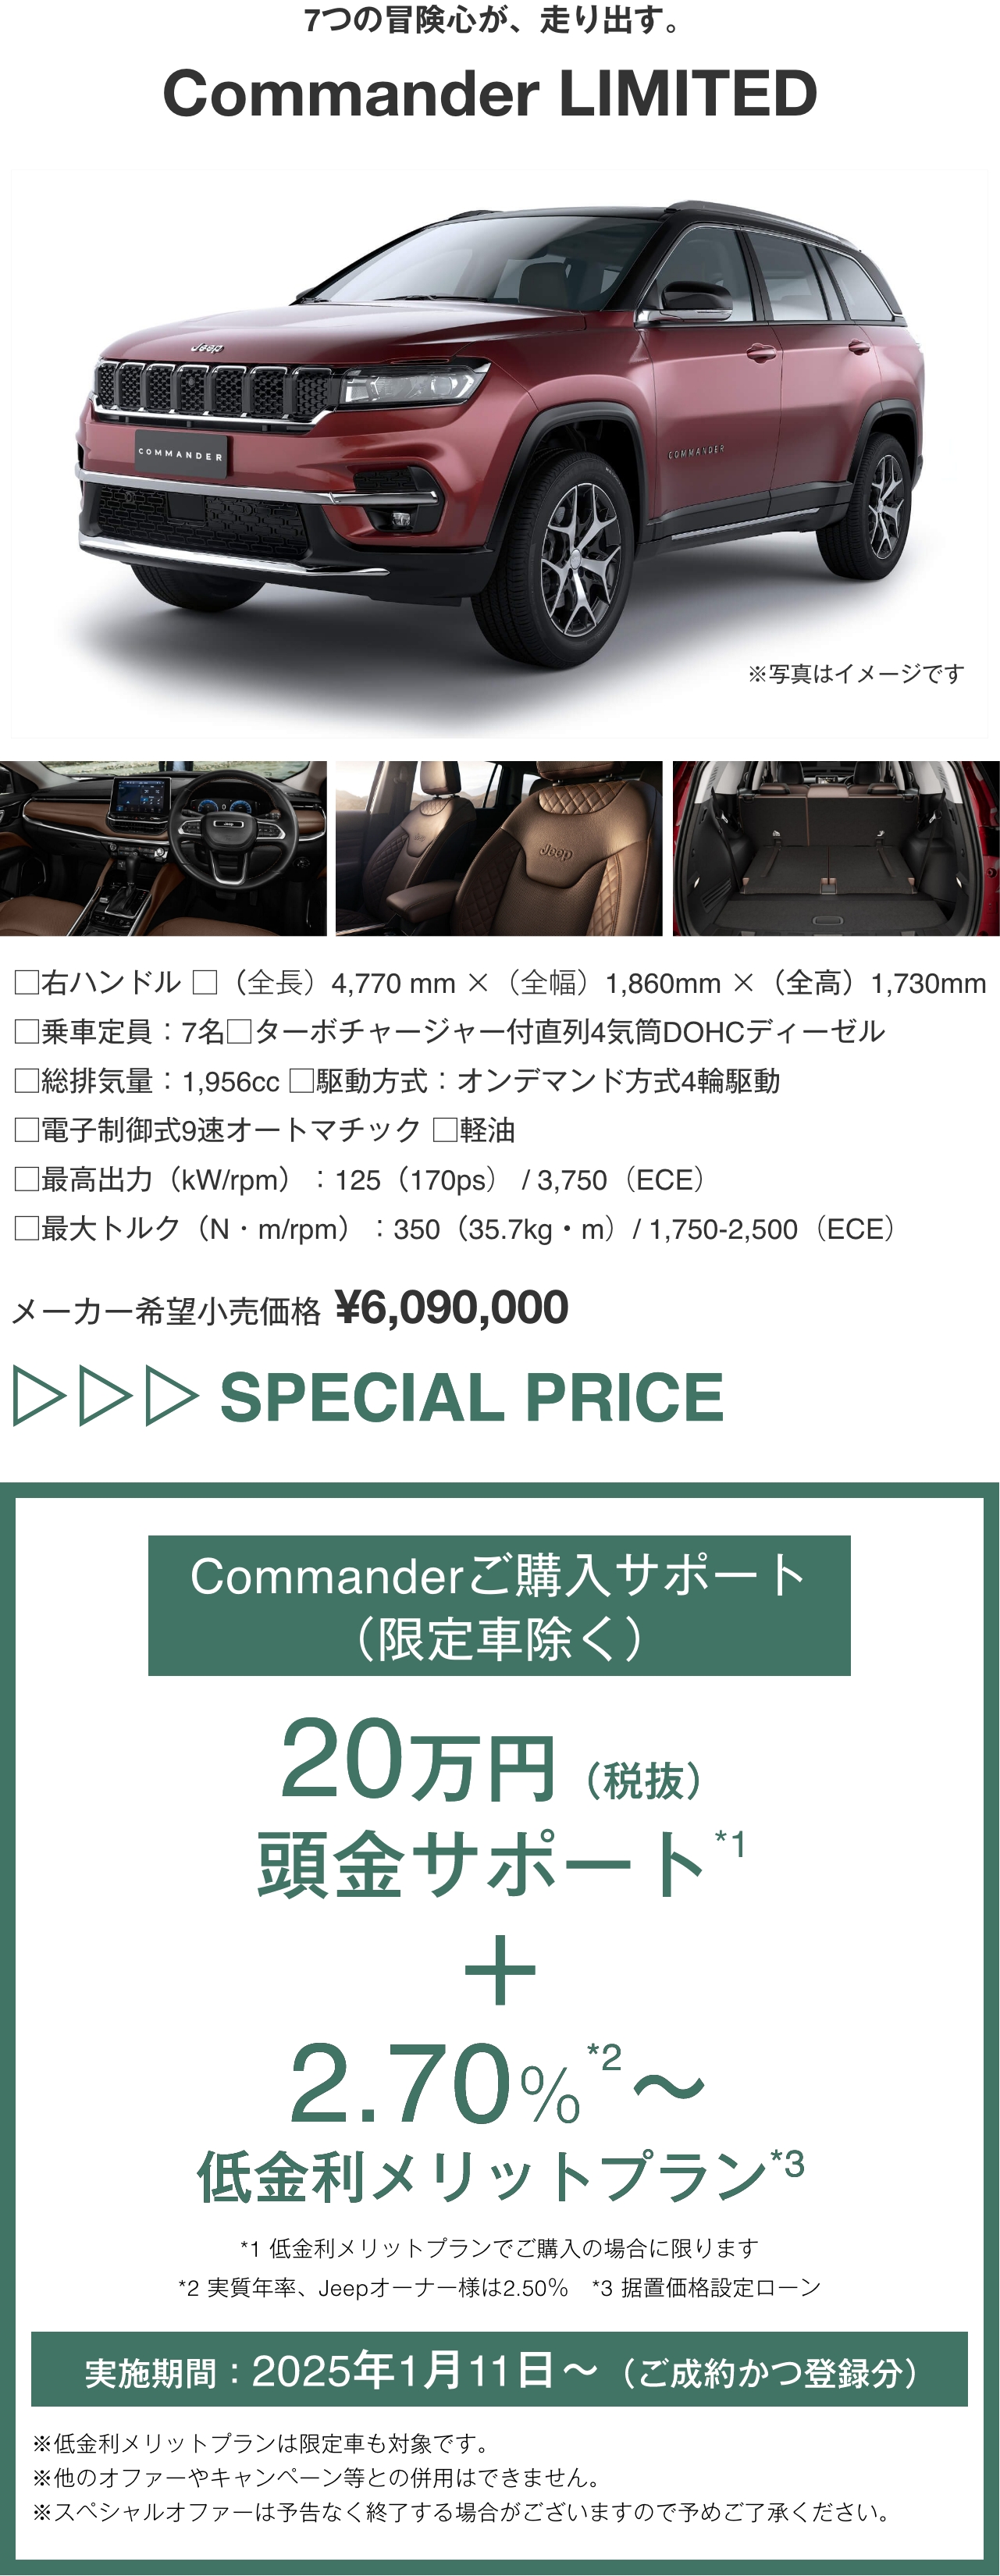 7つの冒険心が、走り出す。
Commander LIMITED
Jeep
COMMANDER
COMMANDER
※写真はイメージです
Jeep
□右ハンドル □（全長）4,770 mm ×（全幅）1,860mm ×（全高）1,730mm
□乗車定員：7名□ターボチャージャー付直列4気筒DOHCディーゼル
□総排気量：1,956cc □駆動方式：オンデマンド方式4輪駆動
□電子制御式9速オートマチック □軽油
□最高出力（kW/rpm）：125（170ps） / 3,750（ECE）
□最大トルク（N・m/rpm）：350（35.7kg・m）/ 1,750-2,500（ECE）
メーカー希望小売価格 ¥6,090,000
▷▷▷ SPECIAL PRICE
Commanderご購入サポート
（限定車除く）
20万円（税抜）
頭金サポート*1
＋
2.70%*2〜
低金利メリットプラン*3
*1 低金利メリットプランでご購入の場合に限ります
*2 実質年率、Jeepオーナー様は2.50％　*3 据置価格設定ローン
実施期間：2025年1月11日〜（ご成約かつ登録分）
※低金利メリットプランは限定車も対象です。
※他のオファーやキャンペーン等との併用はできません。
※スペシャルオファーは予告なく終了する場合がございますので予めご了承ください。